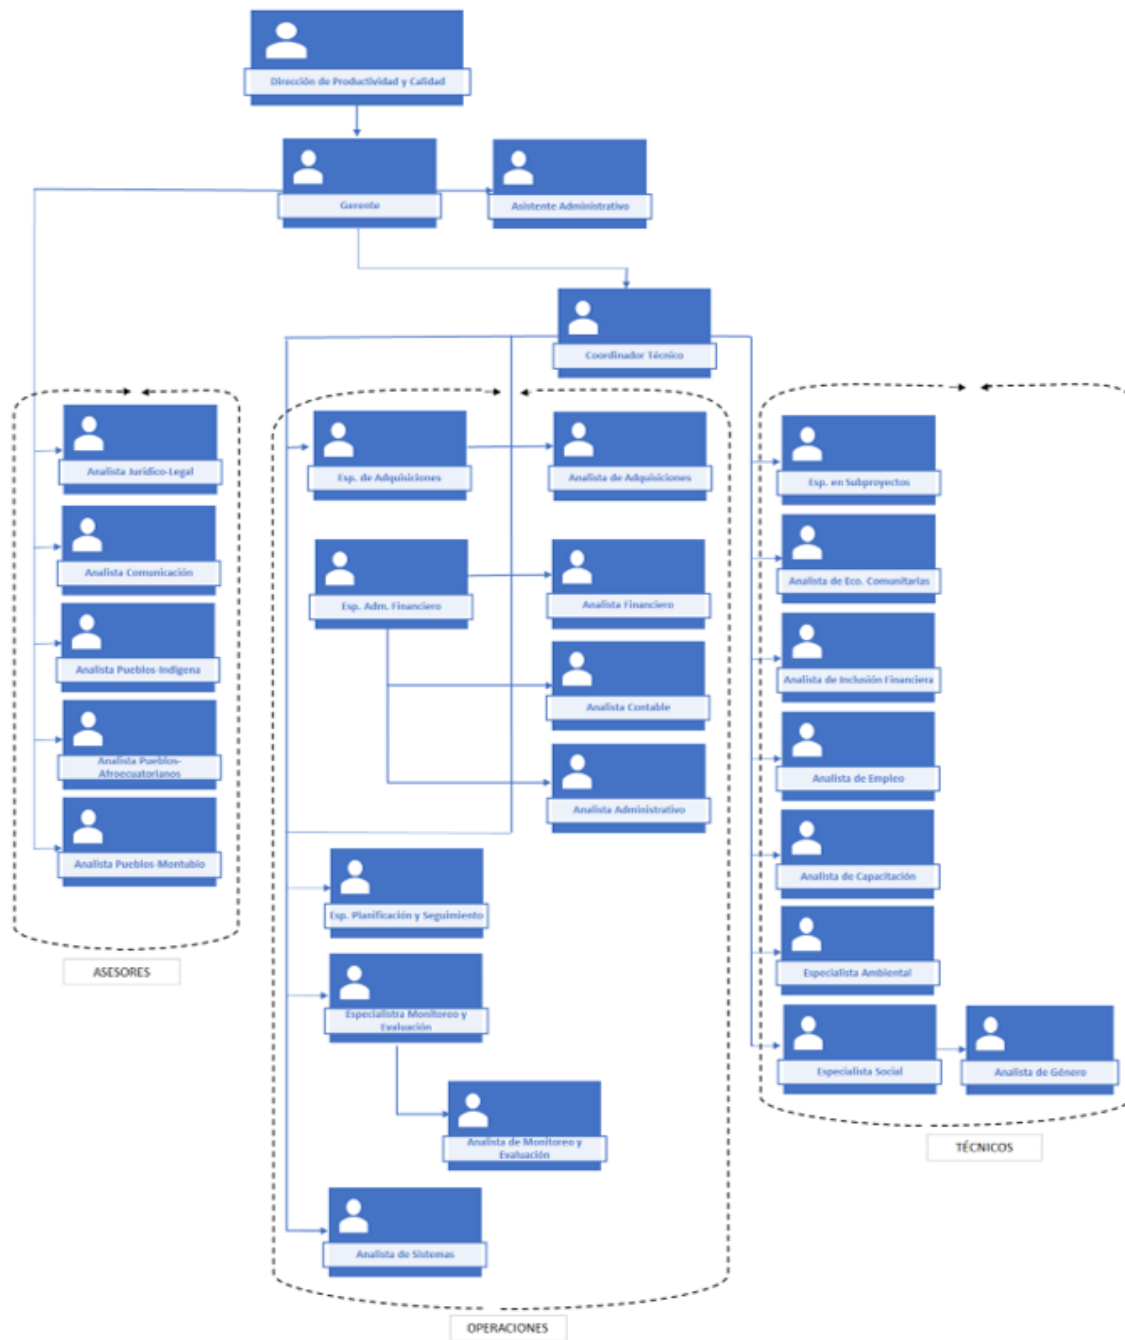 Dirección de Productividad y Calidad
Gerente
Asistente Administrativo
Coordinador Técnico
Analista Jurídico-Legal
Analista Comunicación
Analista Pueblos-Indígena
Analista Pueblos-
Afroecuatorianos
Analista Pueblos-Montubio
ASESORES
Esp. de Adquisiciones
Analista de Adquisiciones
Esp. Adm. Financiero
Analista Financiero
Analista Contable
Analista Administrativo
Esp. Planificación y Seguimiento
Especialistra Monitoreo y
Evaluación
Analista de Monitoreo y
Evaluación
Analista de Sistemas
OPERACIONES
Esp. en Subproyectos
Analista de Eco. Comunitarias
Analista de Inclusión Financiera
Analista de Empleo
Analista de Capacitación
Especialista Ambiental
Especialista Social
Analista de Género
TÉCNICOS